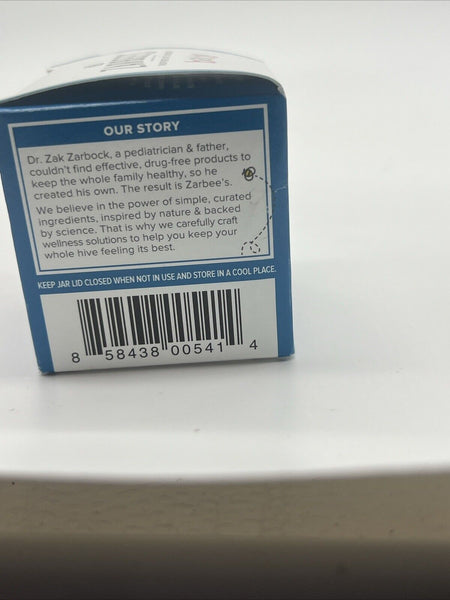 OUR STORY
Dr. Zak Zarbock, a pediatrician & father,
couldn't find effective, drug-free products to
keep the whole family healthy, so he
created his own. The result is Zarbee's.
We believe in the power of simple, curated
ingredients, inspired by nature & backed
by science. That is why we carefully craft
wellness solutions to help you keep your
whole hive feeling its best.
KEEP JAR LID CLOSED WHEN NOT IN USE AND STORE IN A COOL PLACE.
8 58438 00541 4